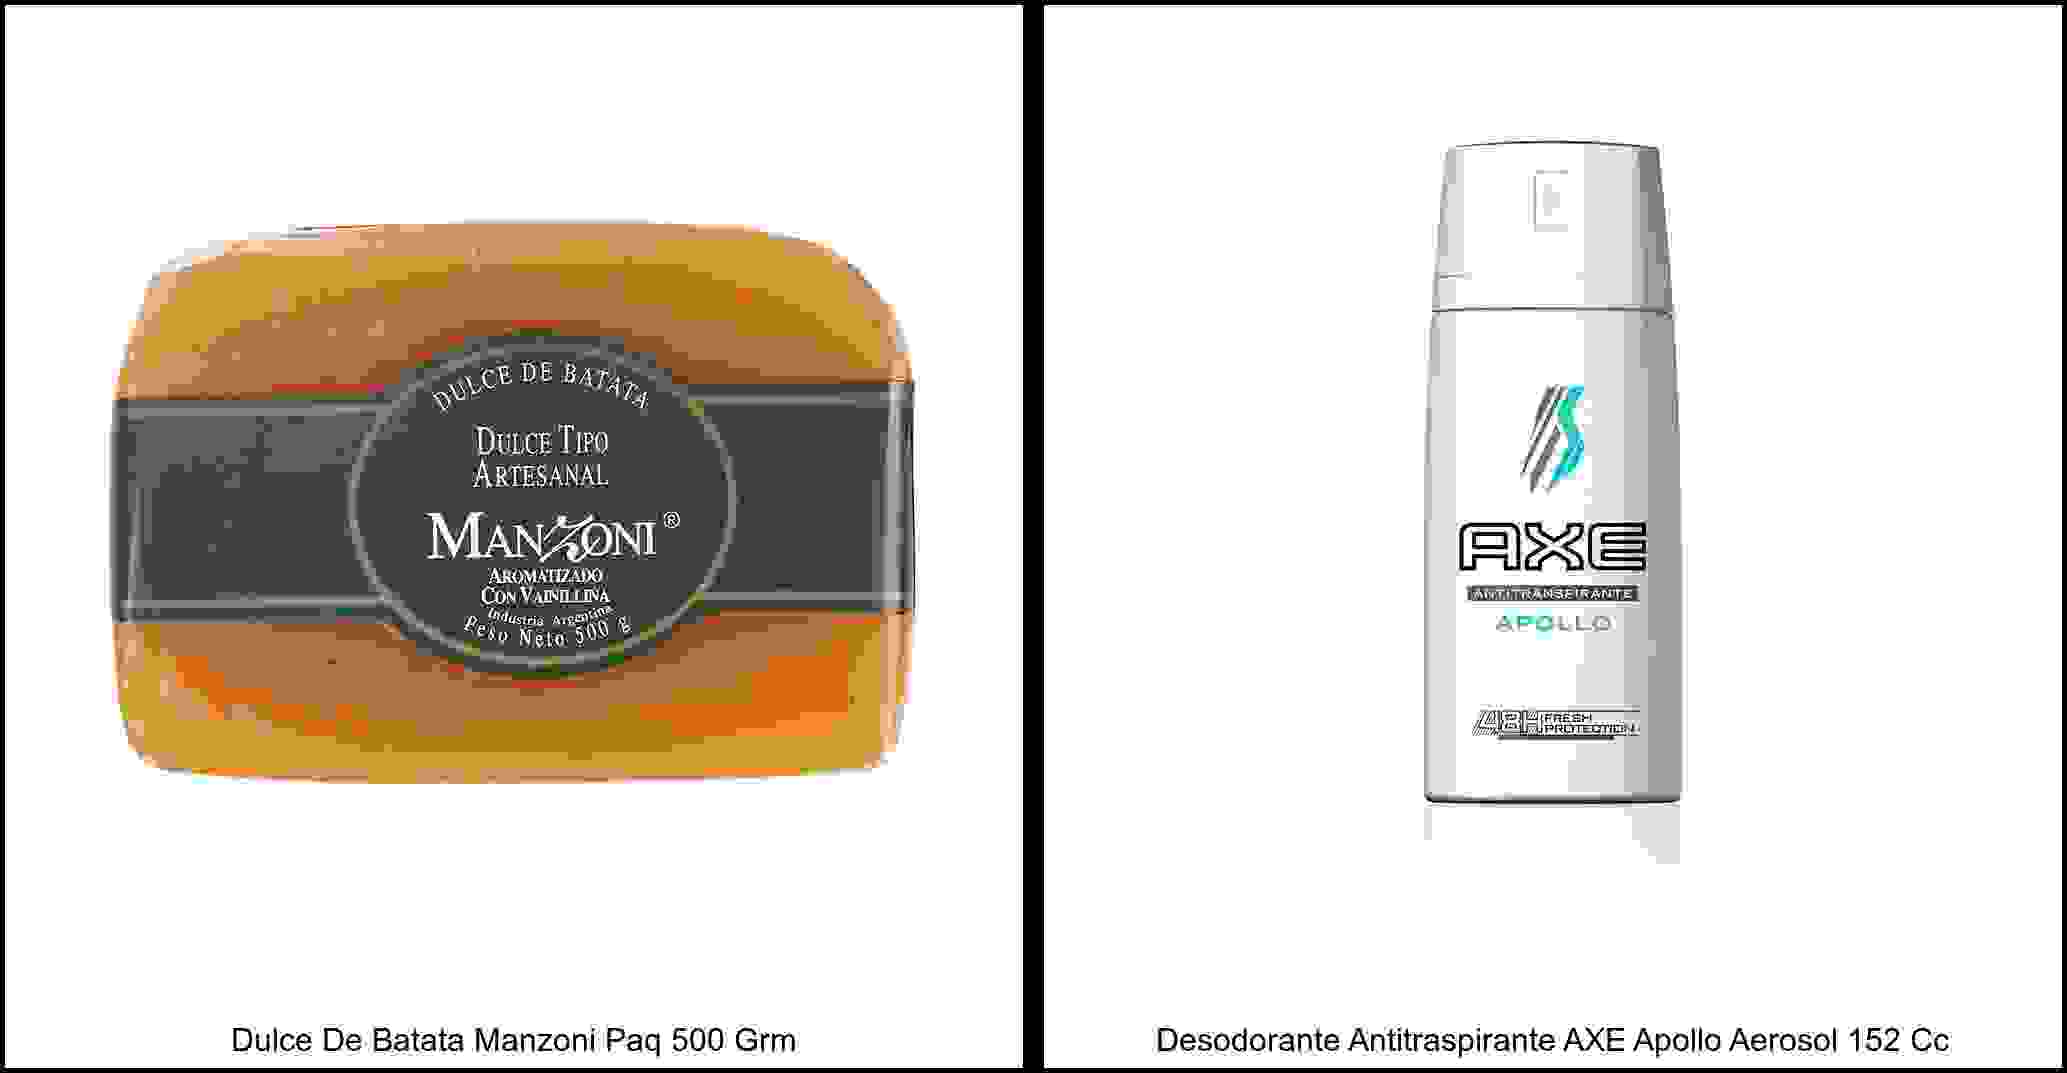 DULCE DE BATATA
DULCE TIPO
ARTESANAL
MANZONI®
AROMATIZADO
CON VAINILLINA
Industria Argentina
Peso Neto 500 g
Dulce De Batata Manzoni Paq 500 Grm
AXE
ANTITRANSPIRANTE
APOLLO
48H FRESH
PROTECTION
Desodorante Antitraspirante AXE Apollo Aerosol 152 Cc